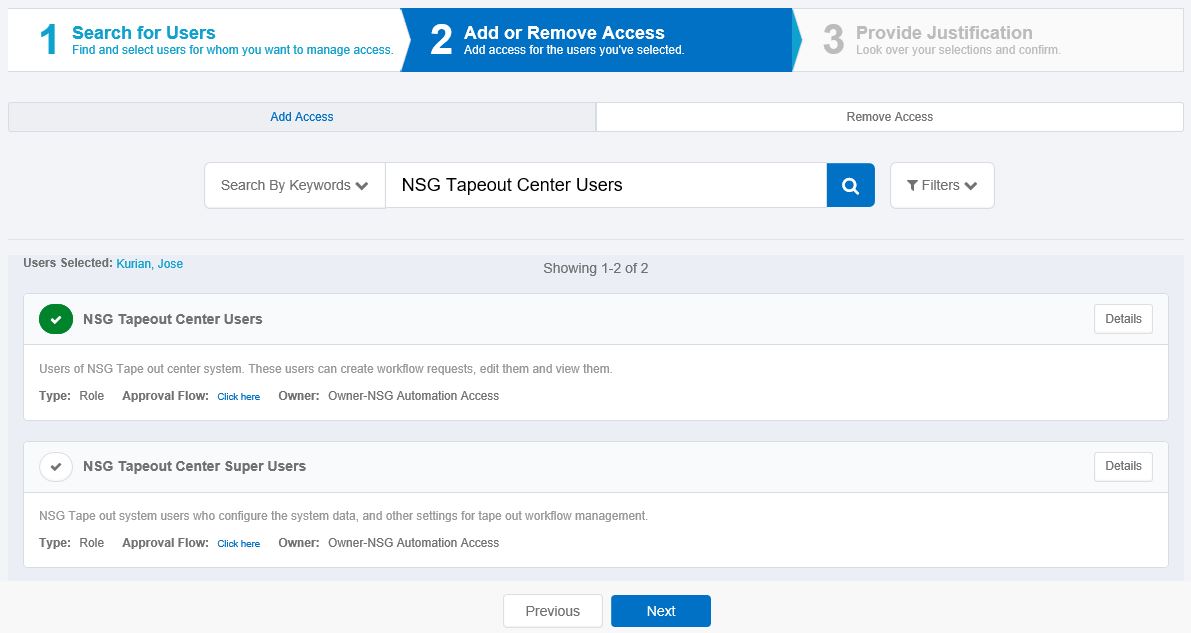 1 Search for Users
Find and select users for whom you want to manage access.
2 Add or Remove Access
Add access for the users you've selected.
3 Provide Justification
Look over your selections and confirm.
Add Access
Remove Access
Search By Keywords
NSG Tapeout Center Users
Filters
Users Selected: Kurian, Jose
Showing 1-2 of 2
NSG Tapeout Center Users
Details
Users of NSG Tape out center system. These users can create workflow requests, edit them and view them.
Type: Role Approval Flow: Click here Owner: Owner-NSG Automation Access
NSG Tapeout Center Super Users
Details
NSG Tape out system users who configure the system data, and other settings for tape out workflow management.
Type: Role Approval Flow: Click here Owner: Owner-NSG Automation Access
Previous
Next